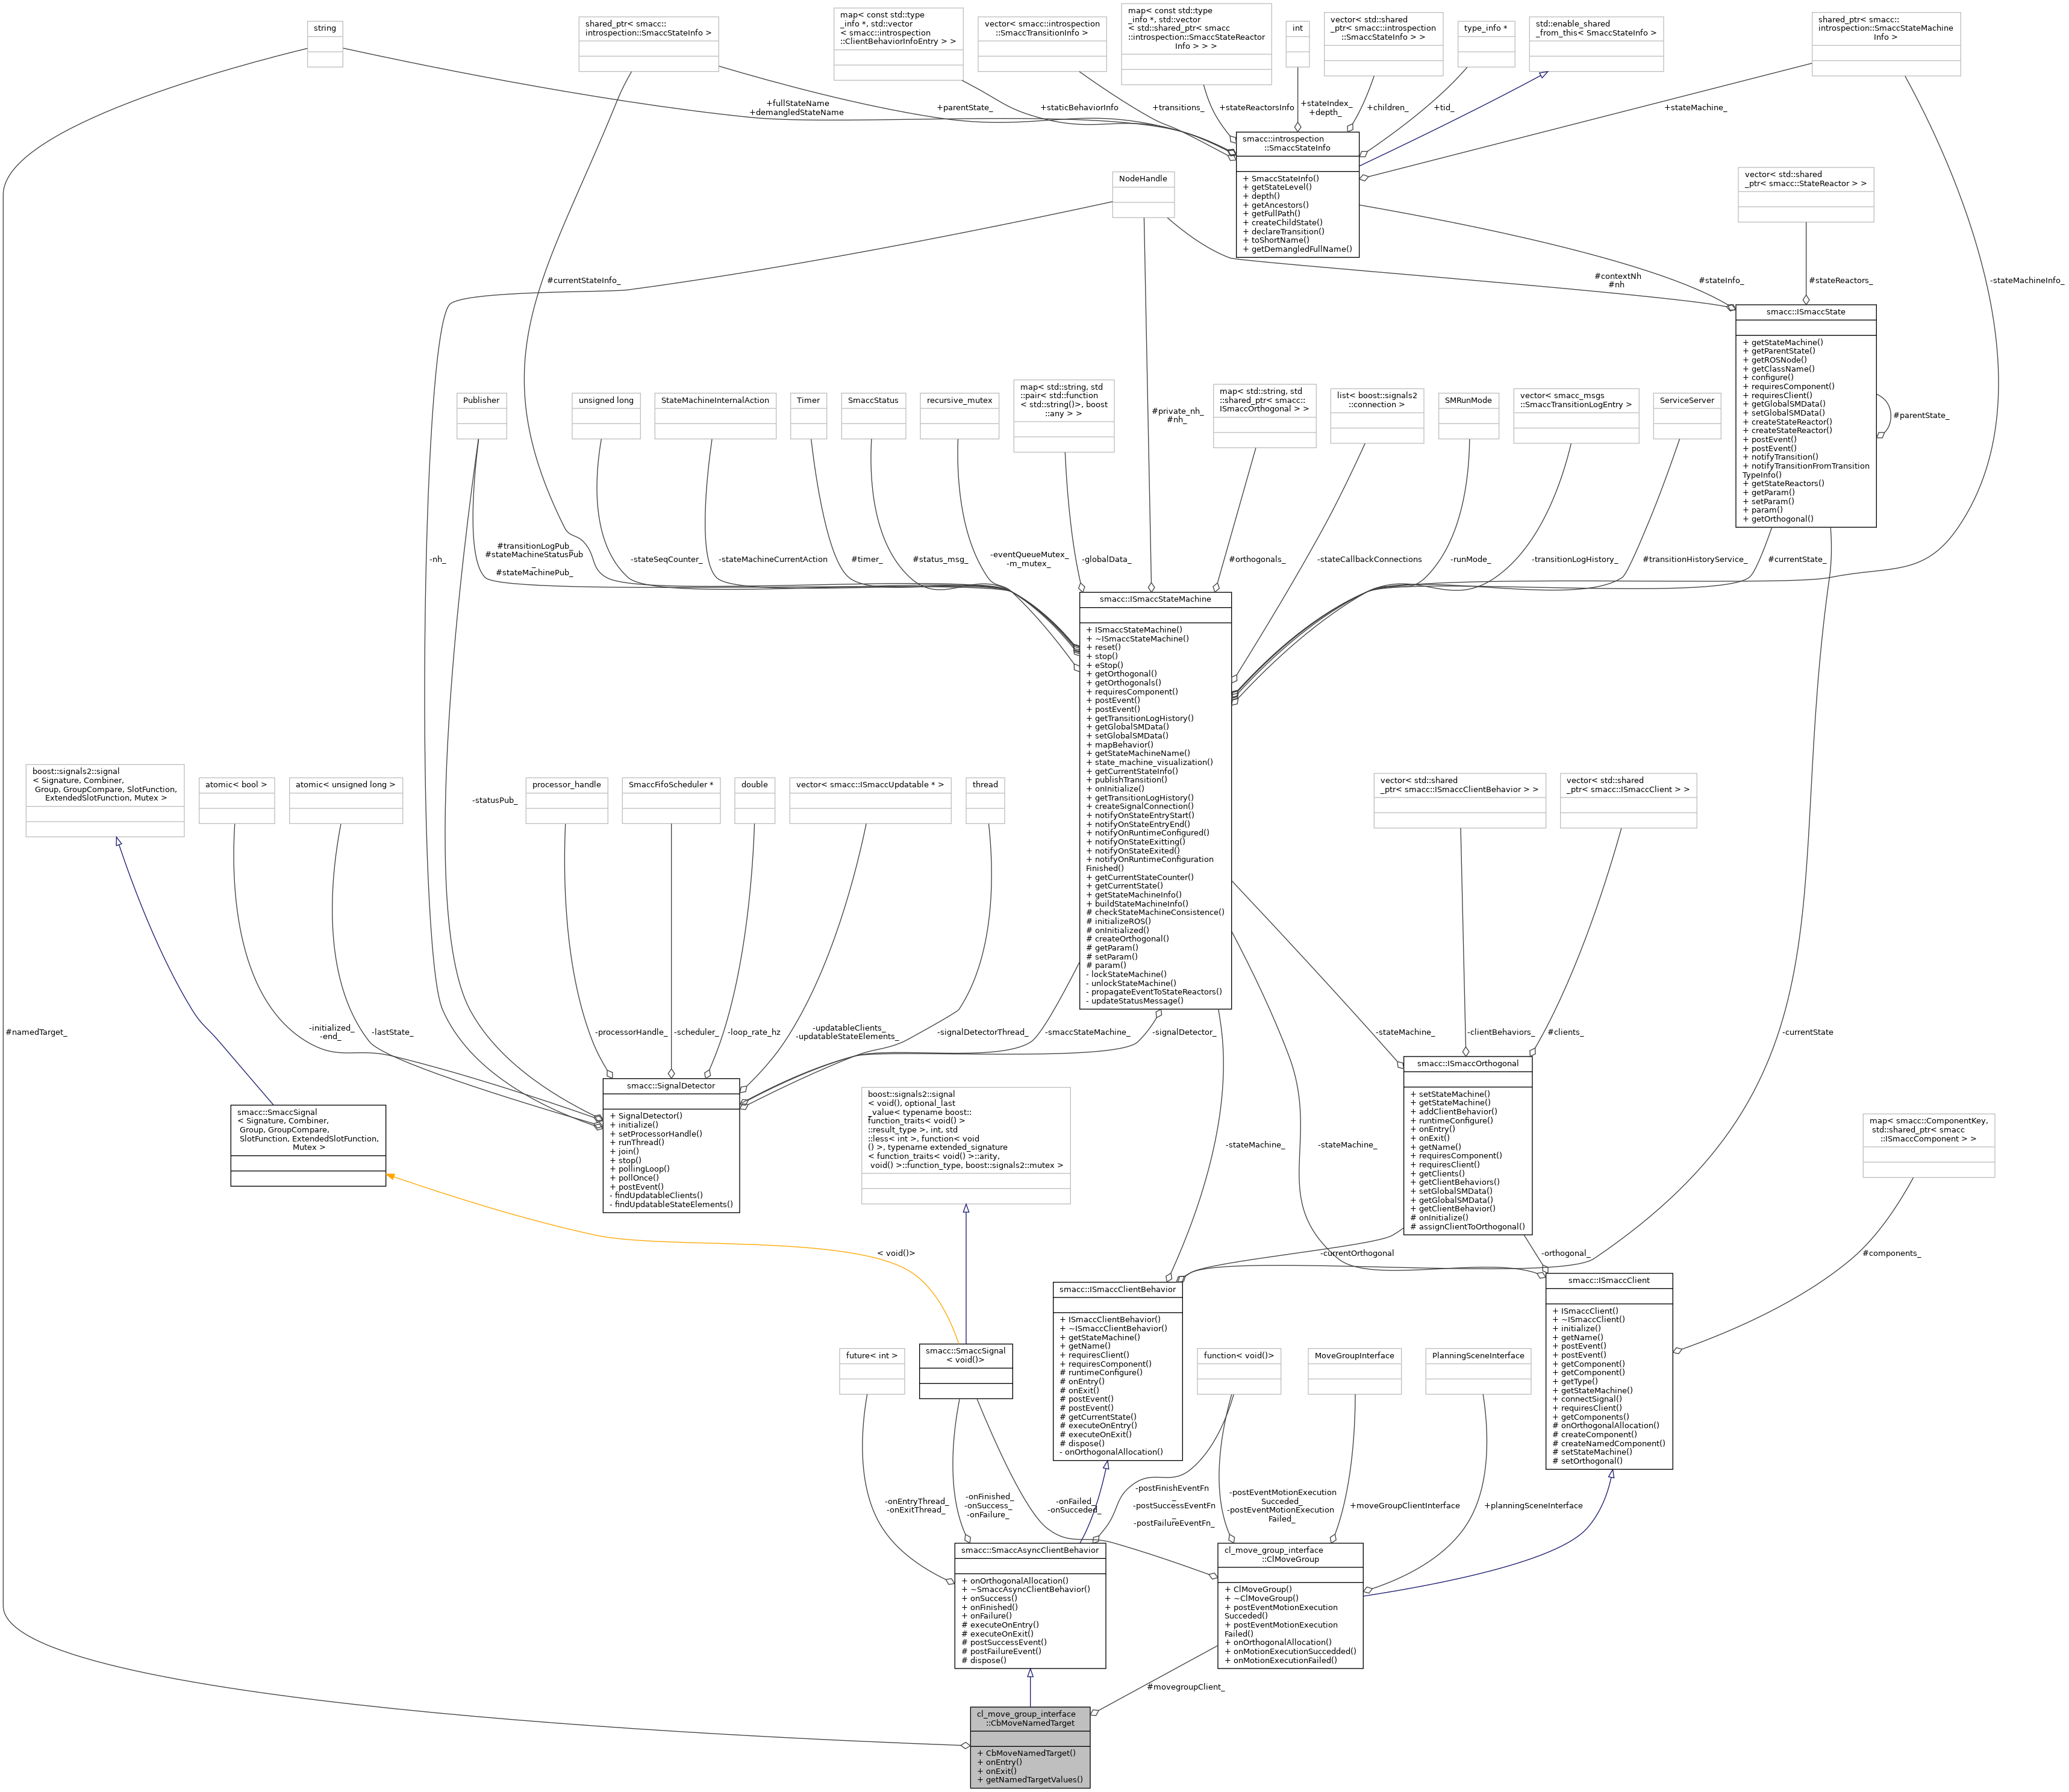 string
shared_ptr< smacc::
introspection::SmaccStateInfo >
map< const std::type
_info *, std::vector
< smacc::introspection
::ClientBehaviorInfoEntry > >
vector< smacc::introspection
::SmaccTransitionInfo >
map< const std::type
_info *, std::vector
< std::shared_ptr< smacc
::introspection::SmaccStateReactor
Info > > >
int
vector< std::shared
_ptr< smacc::introspection
::SmaccStateInfo > >
type_info *
std::enable_shared
_from_this< SmaccStateInfo >
shared_ptr< smacc::
introspection::SmaccStateMachine
Info >
+fullStateName
+demangledStateName
+parentState_
+staticBehaviorInfo
+transitions_
+stateReactorsInfo
+stateIndex_
+depth_
+children_
+tid_
+stateMachine_
smacc::introspection
::SmaccStateInfo
+ SmaccStateInfo()
+ getStateLevel()
+ depth()
+ getAncestors()
+ getFullPath()
+ createChildState()
+ declareTransition()
+ toShortName()
+ getDemangledFullName()
NodeHandle
vector< std::shared
_ptr< smacc::StateReactor > >
#currentStateInfo_
#contextNh
#nh
#stateInfo_
#stateReactors_
-stateMachineInfo_
smacc::ISmaccState
+ getStateMachine()
+ getParentState()
+ getROSNode()
+ getClassName()
+ configure()
+ requiresComponent()
+ requiresClient()
+ getGlobalSMData()
+ setGlobalSMData()
+ createStateReactor()
+ createStateReactor()
+ postEvent()
+ postEvent()
+ notifyTransition()
+ notifyTransitionFromTransition
TypeInfo()
+ getStateReactors()
+ getParam()
+ setParam()
+ param()
+ getOrthogonal()
#parentState_
Publisher
unsigned long
StateMachineInternalAction
Timer
SmaccStatus
recursive_mutex
map< std::string, std
::pair< std::function
< std::string()>, boost
::any > >
#private_nh_
#nh_
map< std::string, std
::shared_ptr< smacc::
ISmaccOrthogonal > >
list< boost::signals2
::connection >
SMRunMode
vector< smacc_msgs
::SmaccTransitionLogEntry >
ServiceServer
-nh_
#transitionLogPub_
#stateMachineStatusPub
_
#stateMachinePub_
-stateSeqCounter_
-stateMachineCurrentAction
#timer_
#status_msg_
-eventQueueMutex_
-m_mutex_
-globalData_
#orthogonals_
-stateCallbackConnections
-runMode_
-transitionLogHistory_
#transitionHistoryService_
#currentState_
smacc::ISmaccStateMachine
+ ISmaccStateMachine()
+ ~ISmaccStateMachine()
+ reset()
+ stop()
+ eStop()
+ getOrthogonal()
+ getOrthogonals()
+ requiresComponent()
+ postEvent()
+ postEvent()
+ getTransitionLogHistory()
+ getGlobalSMData()
+ setGlobalSMData()
+ mapBehavior()
+ getStateMachineName()
+ state_machine_visualization()
+ getCurrentStateInfo()
+ publishTransition()
+ onInitialize()
+ getTransitionLogHistory()
+ createSignalConnection()
+ notifyOnStateEntryStart()
+ notifyOnStateEntryEnd()
+ notifyOnRuntimeConfigured()
+ notifyOnStateExitting()
+ notifyOnStateExited()
+ notifyOnRuntimeConfiguration
Finished()
+ getCurrentStateCounter()
+ getCurrentState()
+ getStateMachineInfo()
+ buildStateMachineInfo()
# checkStateMachineConsistence()
# initializeROS()
# onInitialized()
# createOrthogonal()
# getParam()
# setParam()
# param()
- lockStateMachine()
- unlockStateMachine()
- propagateEventToStateReactors()
- updateStatusMessage()
boost::signals2::signal
< Signature, Combiner,
Group, GroupCompare, SlotFunction,
ExtendedSlotFunction, Mutex >
atomic< bool >
atomic< unsigned long >
-statusPub_
processor_handle
SmaccFifoScheduler *
double
vector< smacc::ISmaccUpdatable * >
thread
vector< std::shared
_ptr< smacc::ISmaccClientBehavior > >
vector< std::shared
_ptr< smacc::ISmaccClient > >
#namedTarget_
-initialized_
-end_
-lastState_
-processorHandle_
-scheduler_
-loop_rate_hz
-updatableClients_
-updatableStateElements_
-signalDetectorThread_
-smaccStateMachine_
-signalDetector_
-stateMachine_
-clientBehaviors_
#clients_
-currentState
smacc::SmaccSignal
< Signature, Combiner,
Group, GroupCompare,
SlotFunction, ExtendedSlotFunction,
Mutex >
smacc::SignalDetector
+ SignalDetector()
+ initialize()
+ setProcessorHandle()
+ runThread()
+ join()
+ stop()
+ pollingLoop()
+ pollOnce()
+ postEvent()
- findUpdatableClients()
- findUpdatableStateElements()
boost::signals2::signal
< void(), optional_last
_value< typename boost::
function_traits< void() >
::result_type >, int, std
::less< int >, function< void
() >, typename extended_signature
< function_traits< void() >::arity,
void() >::function_type, boost::signals2::mutex >
smacc::ISmaccOrthogonal
+ setStateMachine()
+ getStateMachine()
+ addClientBehavior()
+ runtimeConfigure()
+ onEntry()
+ onExit()
+ getName()
+ requiresComponent()
+ requiresClient()
+ getClients()
+ getClientBehaviors()
+ setGlobalSMData()
+ getGlobalSMData()
+ getClientBehavior()
# onInitialize()
# assignClientToOrthogonal()
map< smacc::ComponentKey,
std::shared_ptr< smacc
::ISmaccComponent > >
-stateMachine_
-stateMachine_
< void()>
-currentOrthogonal
-orthogonal_
#components_
smacc::ISmaccClientBehavior
+ ISmaccClientBehavior()
+ ~ISmaccClientBehavior()
+ getStateMachine()
+ getName()
+ requiresClient()
+ requiresComponent()
# runtimeConfigure()
# onEntry()
# onExit()
# postEvent()
# postEvent()
# getCurrentState()
# executeOnEntry()
# executeOnExit()
# dispose()
- onOrthogonalAllocation()
smacc::ISmaccClient
+ ISmaccClient()
+ ~ISmaccClient()
+ initialize()
+ getName()
+ postEvent()
+ postEvent()
+ getComponent()
+ getComponent()
+ getType()
+ getStateMachine()
+ connectSignal()
+ requiresClient()
+ getComponents()
# onOrthogonalAllocation()
# createComponent()
# createNamedComponent()
# setStateMachine()
# setOrthogonal()
future< int >
smacc::SmaccSignal
< void()>
function< void()>
MoveGroupInterface
PlanningSceneInterface
-onEntryThread_
-onExitThread_
-onFinished_
-onSuccess_
-onFailure_
-onFailed_
-onSucceded_
-postFinishEventFn
_
-postSuccessEventFn
_
-postFailureEventFn_
-postEventMotionExecution
Succeded_
-postEventMotionExecution
Failed_
+moveGroupClientInterface
+planningSceneInterface
smacc::SmaccAsyncClientBehavior
+ onOrthogonalAllocation()
+ ~SmaccAsyncClientBehavior()
+ onSuccess()
+ onFinished()
+ onFailure()
# executeOnEntry()
# executeOnExit()
# postSuccessEvent()
# postFailureEvent()
# dispose()
cl_move_group_interface
::ClMoveGroup
+ ClMoveGroup()
+ ~ClMoveGroup()
+ postEventMotionExecution
Succeded()
+ postEventMotionExecution
Failed()
+ onOrthogonalAllocation()
+ onMotionExecutionSuccedded()
+ onMotionExecutionFailed()
#movegroupClient_
cl_move_group_interface
::CbMoveNamedTarget
+ CbMoveNamedTarget()
+ onEntry()
+ onExit()
+ getNamedTargetValues()